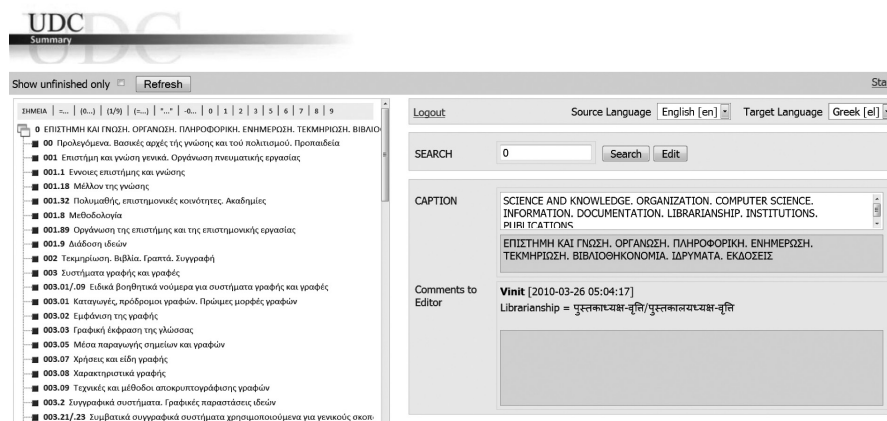 UDC
Summary
Show unfinished only
Refresh
ΣΗΜΕΙΑ | =... | (0...) | (1/9) | (=...) | "..." | -0... | 0 | 1 | 2 | 3 | 5 | 6 | 7 | 8 | 9
0 ΕΠΙΣΤΗΜΗ ΚΑΙ ΓΝΩΣΗ. ΟΡΓΑΝΩΣΗ. ΠΛΗΡΟΦΟΡΙΚΗ. ΕΝΗΜΕΡΩΣΗ. ΤΕΚΜΗΡΙΩΣΗ. ΒΙΒΛΙΟ
00 Προλεγόμενα. Βασικές αρχές τής γνώσης και τού πολιτισμού. Προπαιδεία
001 Επιστήμη και γνώση γενικά. Οργάνωση πνευματικής εργασίας
001.1 Εννοιες επιστήμης και γνώσης
001.18 Μέλλον της γνώσης
001.32 Πολυμαθής, επιστημονικές κοινότητες. Ακαδημίες
001.8 Μεθοδολογία
001.89 Οργάνωση της επιστήμης και της επιστημονικής εργασίας
001.9 Διάδοση ιδεών
002 Τεκμηρίωση. Βιβλία. Γραπτά. Συγγραφή
003 Συστήματα γραφής και γραφές
003.01/.09 Ειδικά βοηθητικά νούμερα για συστήματα γραφής και γραφές
003.01 Καταγωγές, πρόδρομοι γραφών. Πρώιμες μορφές γραφών
003.02 Εμφάνιση της γραφής
003.03 Γραφική έκφραση της γλώσσας
003.05 Μέσα παραγωγής σημείων και γραφών
003.07 Χρήσεις και είδη γραφής
003.08 Χαρακτηριστικά γραφής
003.09 Τεχνικές και μέθοδοι αποκρυπτογράφισης γραφών
003.2 Συγγραφικά συστήματα. Γραφικές παραστάσεις ιδεών
003.21/.23 Συμβατικά συγγραφικά συστήματα χρησιμοποιούμενα για γενικούς σκοπ
Sta
Logout
Source Language English [en] Target Language Greek [el]
SEARCH 0 Search Edit
CAPTION
SCIENCE AND KNOWLEDGE. ORGANIZATION. COMPUTER SCIENCE.
INFORMATION. DOCUMENTATION. LIBRARIANSHIP. INSTITUTIONS.
PUBLICATIONS
ΕΠΙΣΤΗΜΗ ΚΑΙ ΓΝΩΣΗ. ΟΡΓΑΝΩΣΗ. ΠΛΗΡΟΦΟΡΙΚΗ. ΕΝΗΜΕΡΩΣΗ.
ΤΕΚΜΗΡΙΩΣΗ. ΒΙΒΛΙΟΘΗΚΟΝΟΜΙΑ. ΙΔΡΥΜΑΤΑ. ΕΚΔΟΣΕΙΣ
Comments to
Editor
Vinit [2010-03-26 05:04:17]
Librarianship = पुस्तकाध्यक्ष-वृत्ति/पुस्तकालयध्यक्ष-वृत्ति